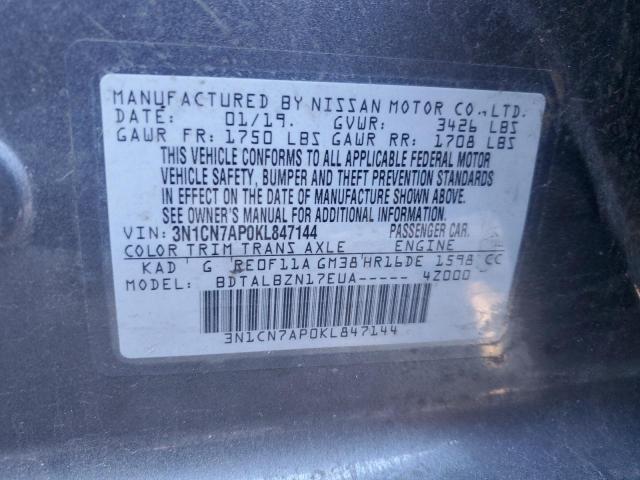 MANUFACTURED BY NISSAN MOTOR CO., LTD.
DATE: 01/19. GVWR: 3426 LBS
GAWR FR: 1750 LBS GAWR RR: 1708 LBS
THIS VEHICLE CONFORMS TO ALL APPLICABLE FEDERAL MOTOR
VEHICLE SAFETY, BUMPER AND THEFT PREVENTION STANDARDS
IN EFFECT ON THE DATE OF MANUFACTURE SHOWN ABOVE.
SEE OWNER'S MANUAL FOR ADDITIONAL INFORMATION.
VIN: 3N1CN7AP0KL847144 PASSENGER CAR.
COLOR TRIM TRANS AXLE ENGINE
KAD G RE0F11A GM38 HR16DE 1598 CC
MODEL: BDTALBZN17EUA----- 4Z000
3N1CN7AP0KL847144